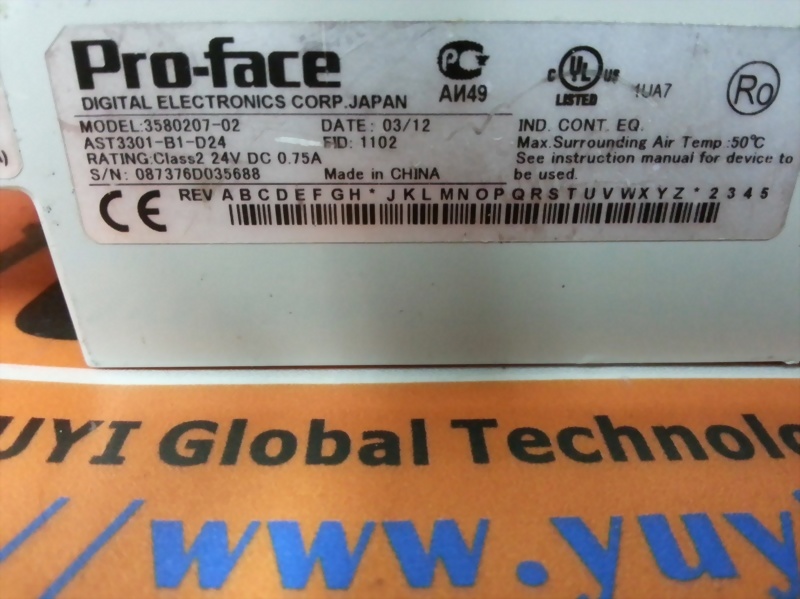 Pro-face
DIGITAL ELECTRONICS CORP.JAPAN
АИ49
C UL US
LISTED 1UA7
Ro
MODEL:3580207-02 DATE: 03/12
AST3301-B1-D24 FID: 1102
RATING:Class2 24V DC 0.75A
S/N: 087376D035688 Made in CHINA
IND. CONT. EQ.
Max.Surrounding Air Temp.:50℃
See instruction manual for device to
be used.
CE
REV A B C D E F G H * J K L M N O P Q R S T U V W X Y Z * 2 3 4 5
UYI Global Technolo
//www.yuy